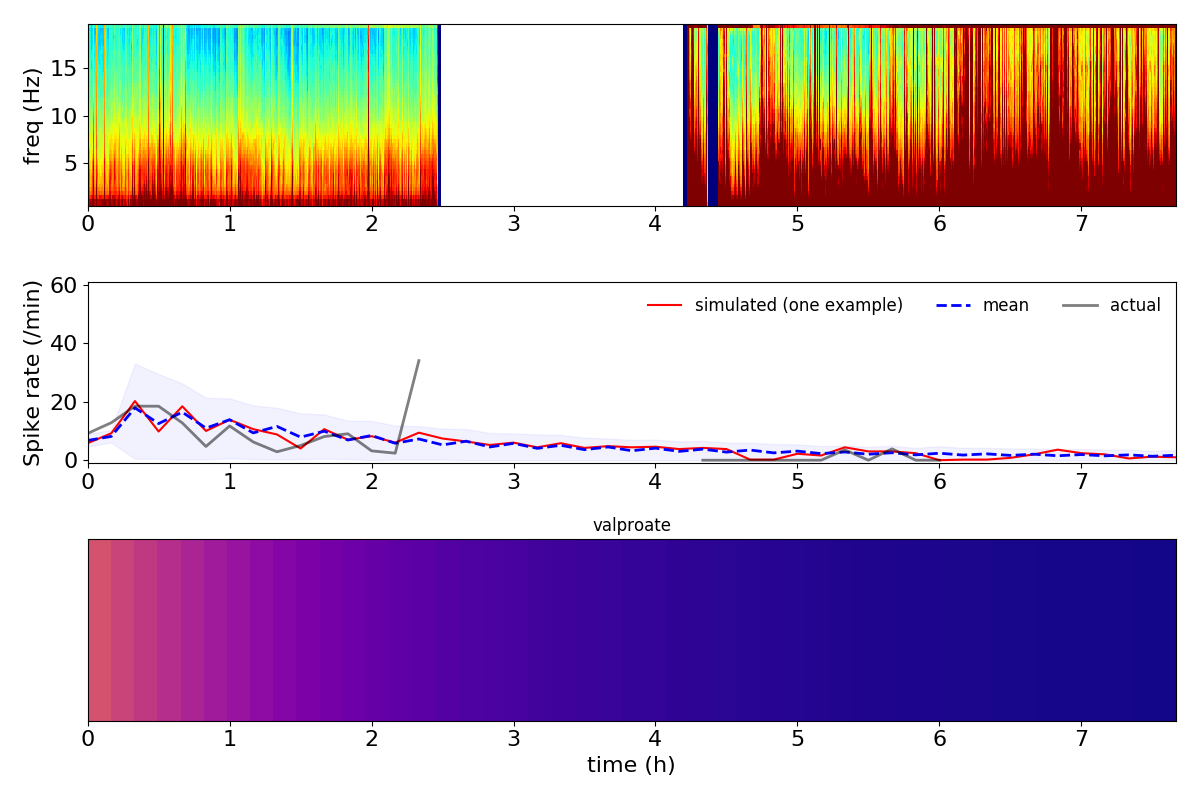 freq (Hz)
15
10
5
0 1 2 3 4 5 6 7
Spike rate (/min)
60
40
20
0
simulated (one example) mean actual
0 1 2 3 4 5 6 7
valproate
0 1 2 3 4 5 6 7
time (h)